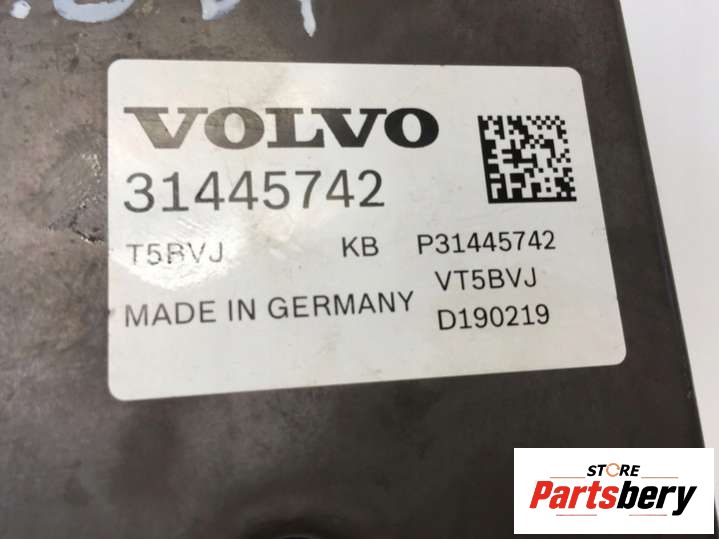 VOLVO
31445742
T5BVJ KB P31445742
VT5BVJ
MADE IN GERMANY
D190219
STORE
Partsbery